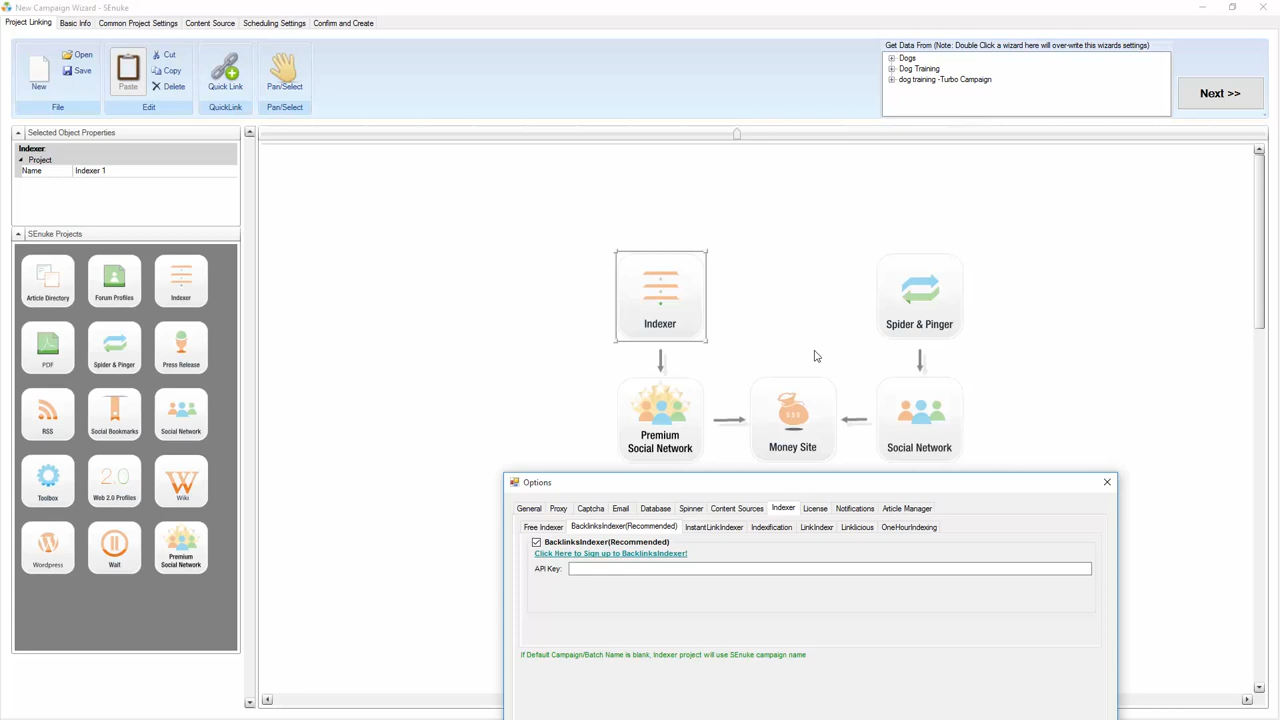 New Campaign Wizard - SEnuke
Project Linking Basic Info Common Project Settings Content Source Scheduling Settings Confirm and Create
New
Open
Save
File
Paste
Cut
Copy
Delete
Edit
Quick Link
QuickLink
Pan/Select
Pan/Select
Get Data From (Note: Double Click a wizard here will over-write this wizards settings)
Dogs
Dog Training
dog training -Turbo Campaign
Next >>
Selected Object Properties
Indexer
Project
Name Indexer 1
SEnuke Projects
Article Directory
Forum Profiles
Indexer
PDF
Spider & Pinger
Press Release
RSS
Social Bookmarks
Social Network
Toolbox
2.0
Web 2.0 Profiles
Wiki
Wordpress
Wait
Premium
Social Network
Indexer
Spider & Pinger
Premium
Social Network
$$$
Money Site
Social Network
Options
General Proxy Captcha Email Database Spinner Content Sources Indexer License Notifications Article Manager
Free Indexer BacklinksIndexer(Recommended) InstantLinkIndexer Indexification LinkIndexr Linklicious OneHourIndexing
BacklinksIndexer(Recommended)
Click Here to Sign up to BacklinksIndexer!
API Key:
If Default Campaign/Batch Name is blank, Indexer project will use SEnuke campaign name